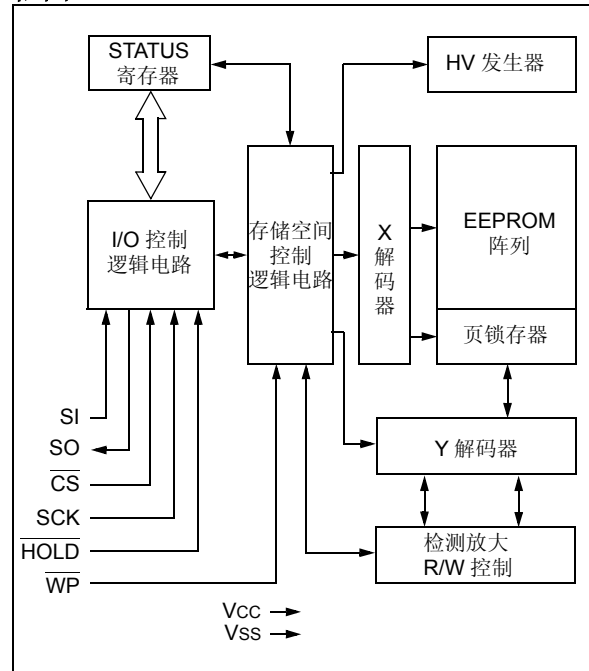 STATUS
寄存器
HV 发生器
I/O 控制
逻辑电路
存储空间
控制
逻辑电路
X
解
码
器
EEPROM
阵列
页锁存器
SI
SO
CS
SCK
HOLD
WP
Y 解码器
检测放大
R/W 控制
VCC
VSS